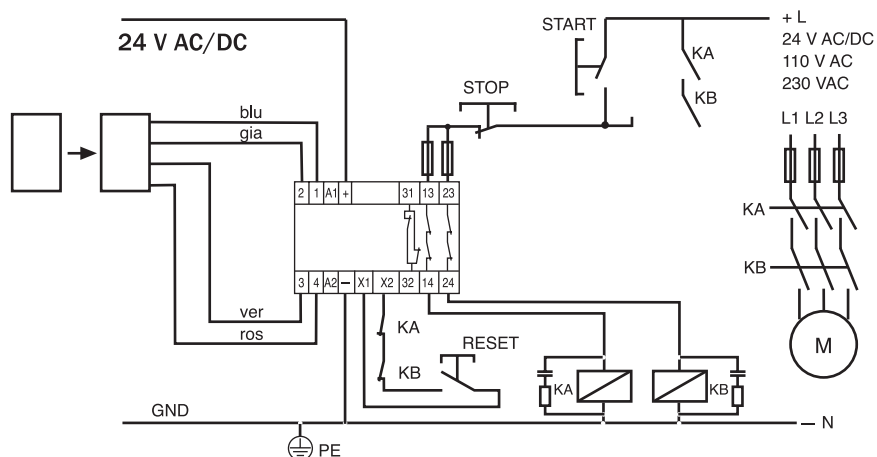 START
+ L
24 V AC/DC
24 V AC/DC
110 V AC
230 VAC
KA
KB
STOP
L1 L2 L3
blu
gia
2 1 A1 + 31 13 23
KA
KB
3 4 A2 – X1 X2 32 14 24
ver
ros
KA
KB
RESET
M
KA
KB
GND
– N
PE